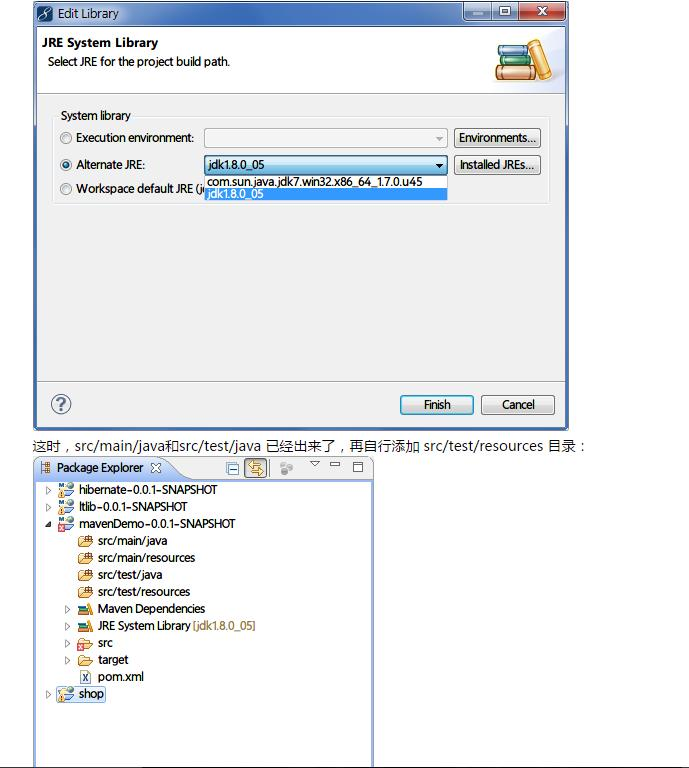 Edit Library
JRE System Library
Select JRE for the project build path.
System library
Execution environment:
Environments...
Alternate JRE:
jdk1.8.0_05
Installed JREs...
com.sun.java.jdk7.win32.x86_64_1.7.0.u45
Workspace default JRE (j
jdk1.8.0_05
Finish
Cancel
这时，src/main/java和src/test/java 已经出来了，再自行添加 src/test/resources 目录：
Package Explorer
hibernate-0.0.1-SNAPSHOT
ltlib-0.0.1-SNAPSHOT
mavenDemo-0.0.1-SNAPSHOT
src/main/java
src/main/resources
src/test/java
src/test/resources
Maven Dependencies
JRE System Library [jdk1.8.0_05]
src
target
pom.xml
shop